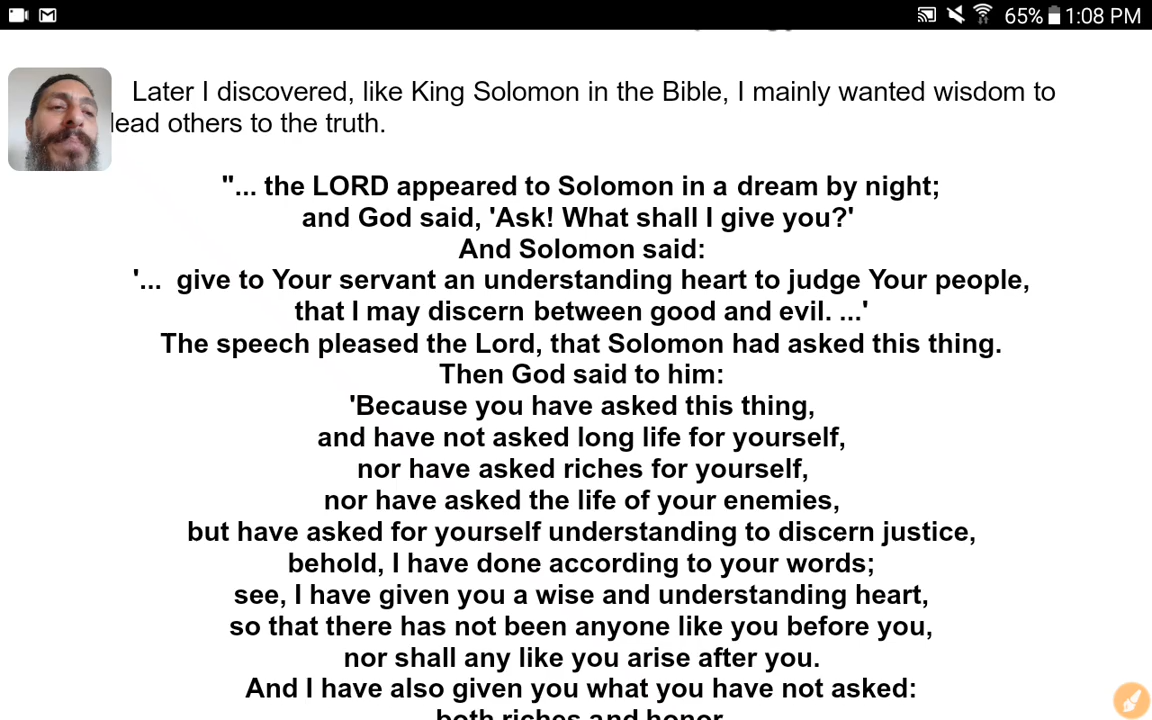 65% 1:08 PM
Later I discovered, like King Solomon in the Bible, I mainly wanted wisdom to
lead others to the truth.
"... the LORD appeared to Solomon in a dream by night;
and God said, 'Ask! What shall I give you?'
And Solomon said:
'... give to Your servant an understanding heart to judge Your people,
that I may discern between good and evil. ...'
The speech pleased the Lord, that Solomon had asked this thing.
Then God said to him:
'Because you have asked this thing,
and have not asked long life for yourself,
nor have asked riches for yourself,
nor have asked the life of your enemies,
but have asked for yourself understanding to discern justice,
behold, I have done according to your words;
see, I have given you a wise and understanding heart,
so that there has not been anyone like you before you,
nor shall any like you arise after you.
And I have also given you what you have not asked:
both riches and honor